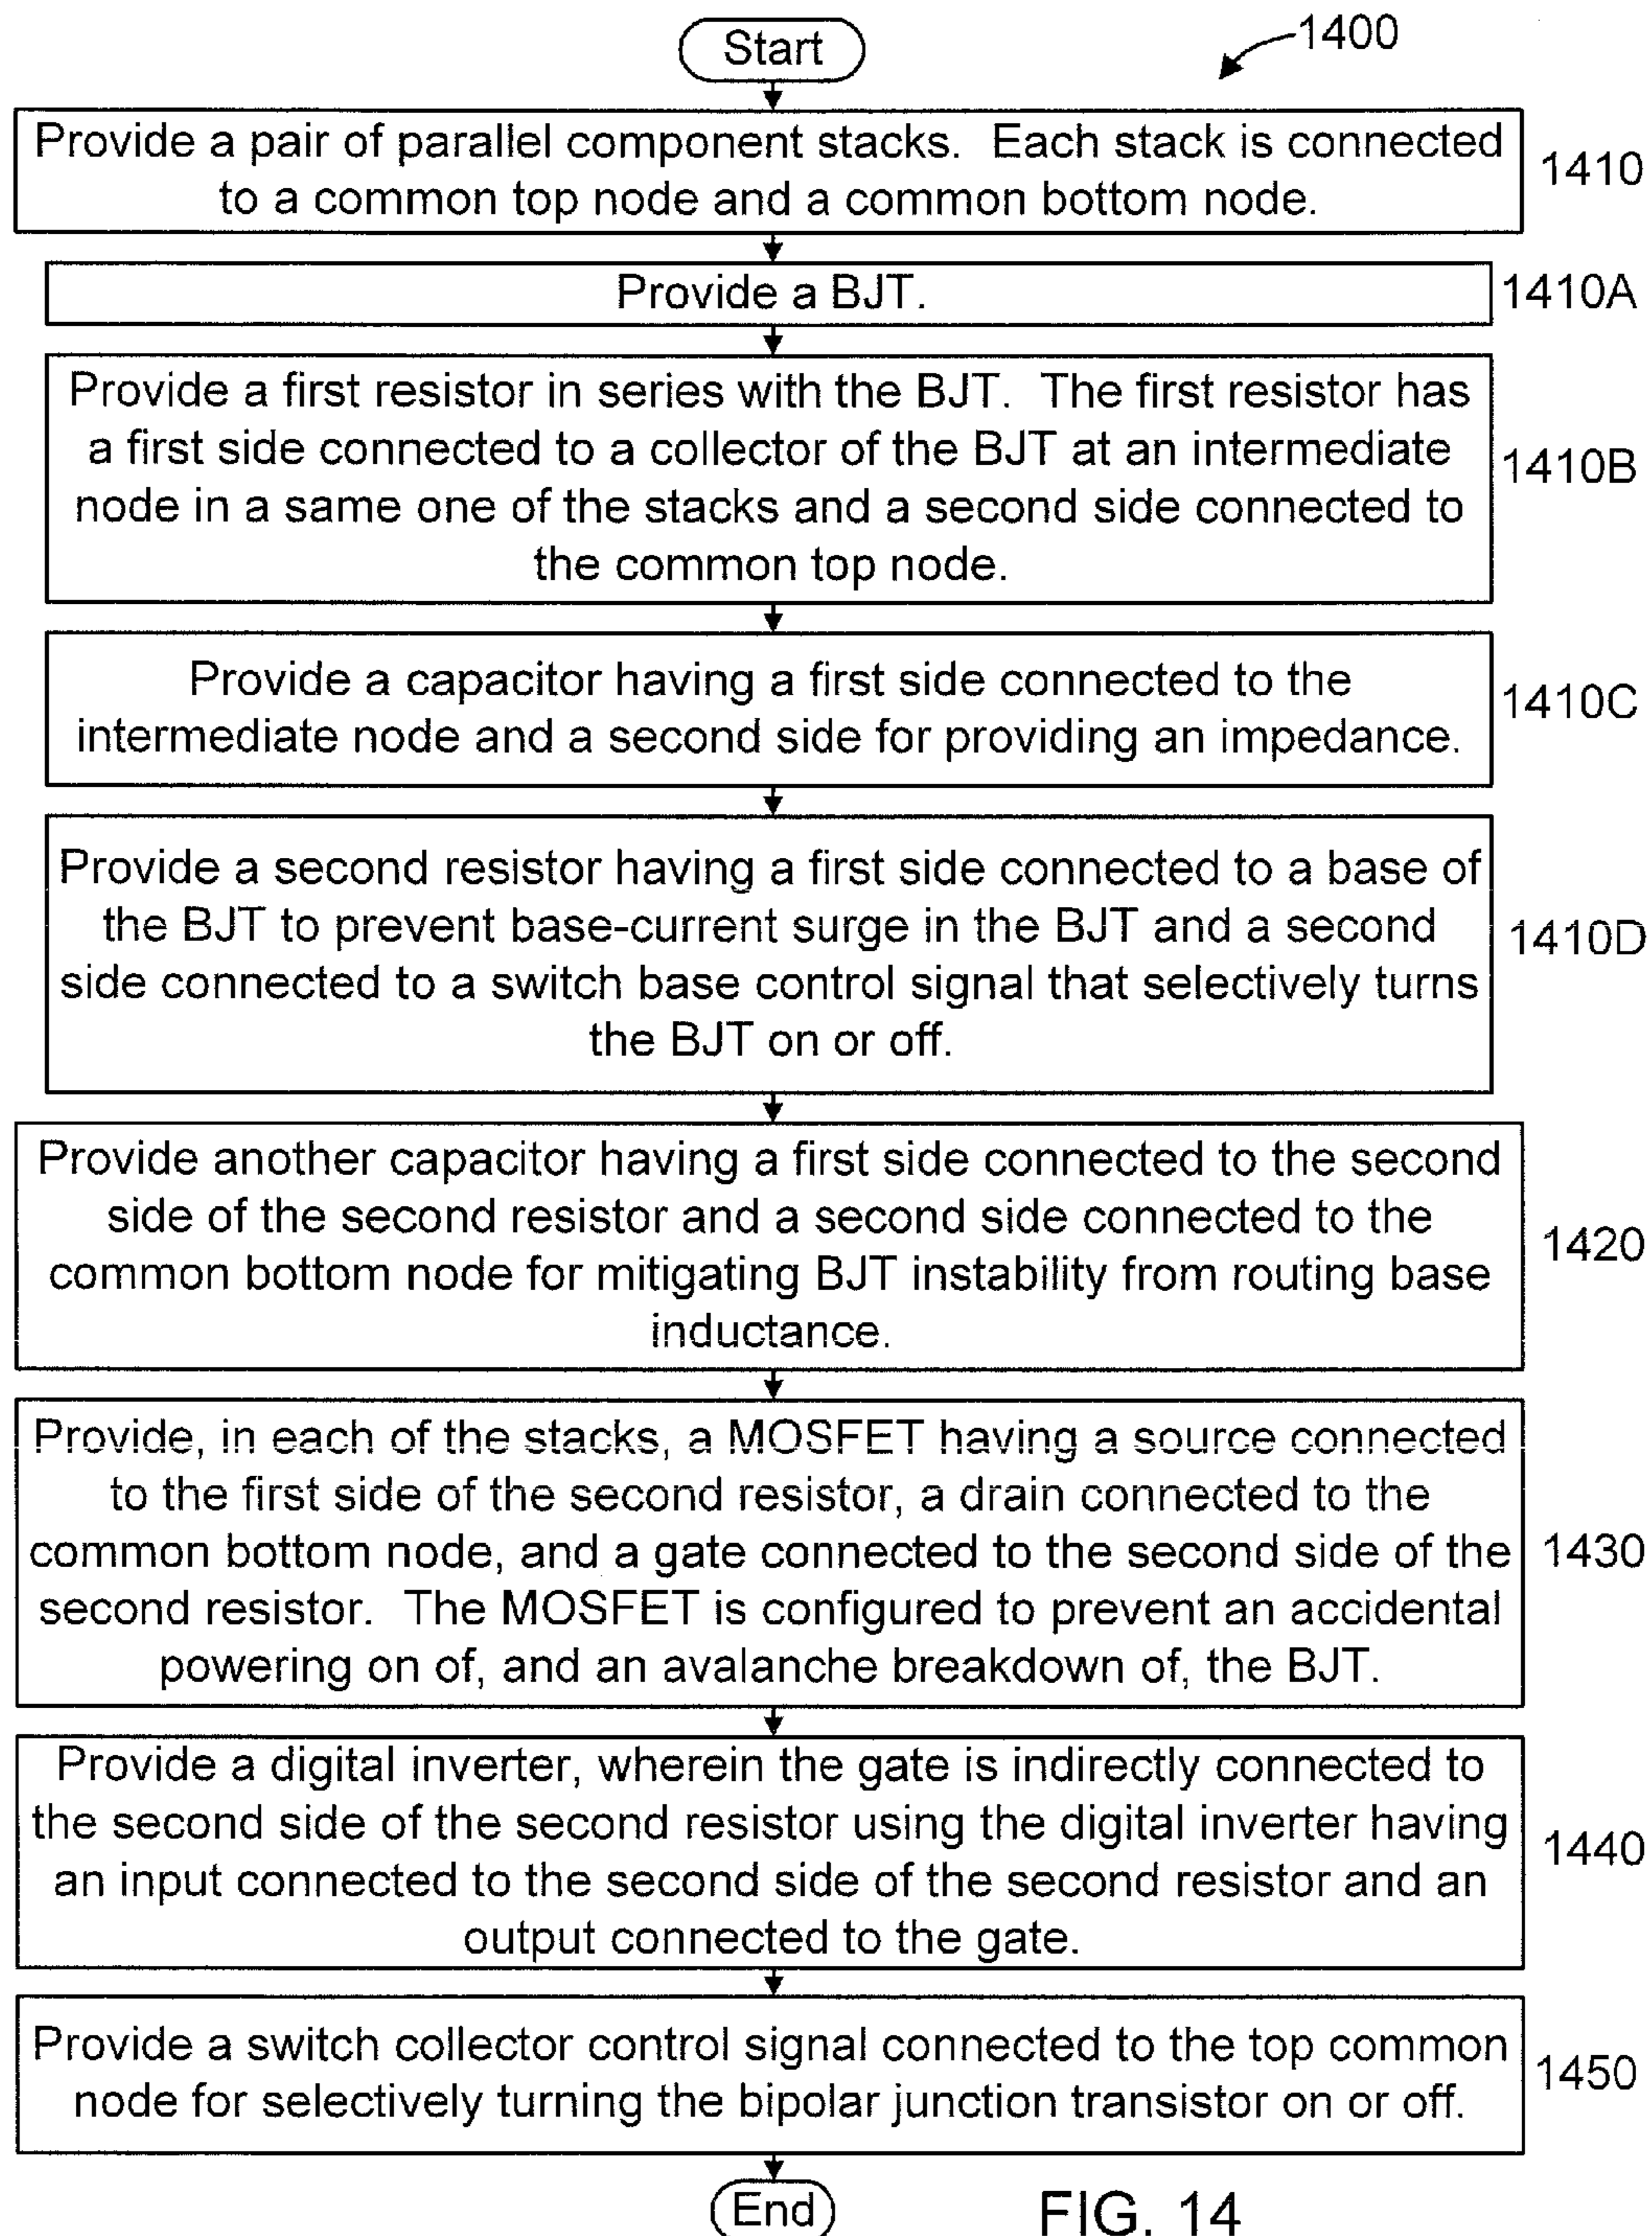 Start
1400
Provide a pair of parallel component stacks. Each stack is connected
to a common top node and a common bottom node.
1410
Provide a BJT.
1410A
Provide a first resistor in series with the BJT. The first resistor has
a first side connected to a collector of the BJT at an intermediate
node in a same one of the stacks and a second side connected to
the common top node.
1410B
Provide a capacitor having a first side connected to the
intermediate node and a second side for providing an impedance.
1410C
Provide a second resistor having a first side connected to a base of
the BJT to prevent base-current surge in the BJT and a second
side connected to a switch base control signal that selectively turns
the BJT on or off.
1410D
Provide another capacitor having a first side connected to the second
side of the second resistor and a second side connected to the
common bottom node for mitigating BJT instability from routing base
inductance.
1420
Provide, in each of the stacks, a MOSFET having a source connected
to the first side of the second resistor, a drain connected to the
common bottom node, and a gate connected to the second side of the
second resistor. The MOSFET is configured to prevent an accidental
powering on of, and an avalanche breakdown of, the BJT.
1430
Provide a digital inverter, wherein the gate is indirectly connected to
the second side of the second resistor using the digital inverter having
an input connected to the second side of the second resistor and an
output connected to the gate.
1440
Provide a switch collector control signal connected to the top common
node for selectively turning the bipolar junction transistor on or off.
1450
End
FIG. 14